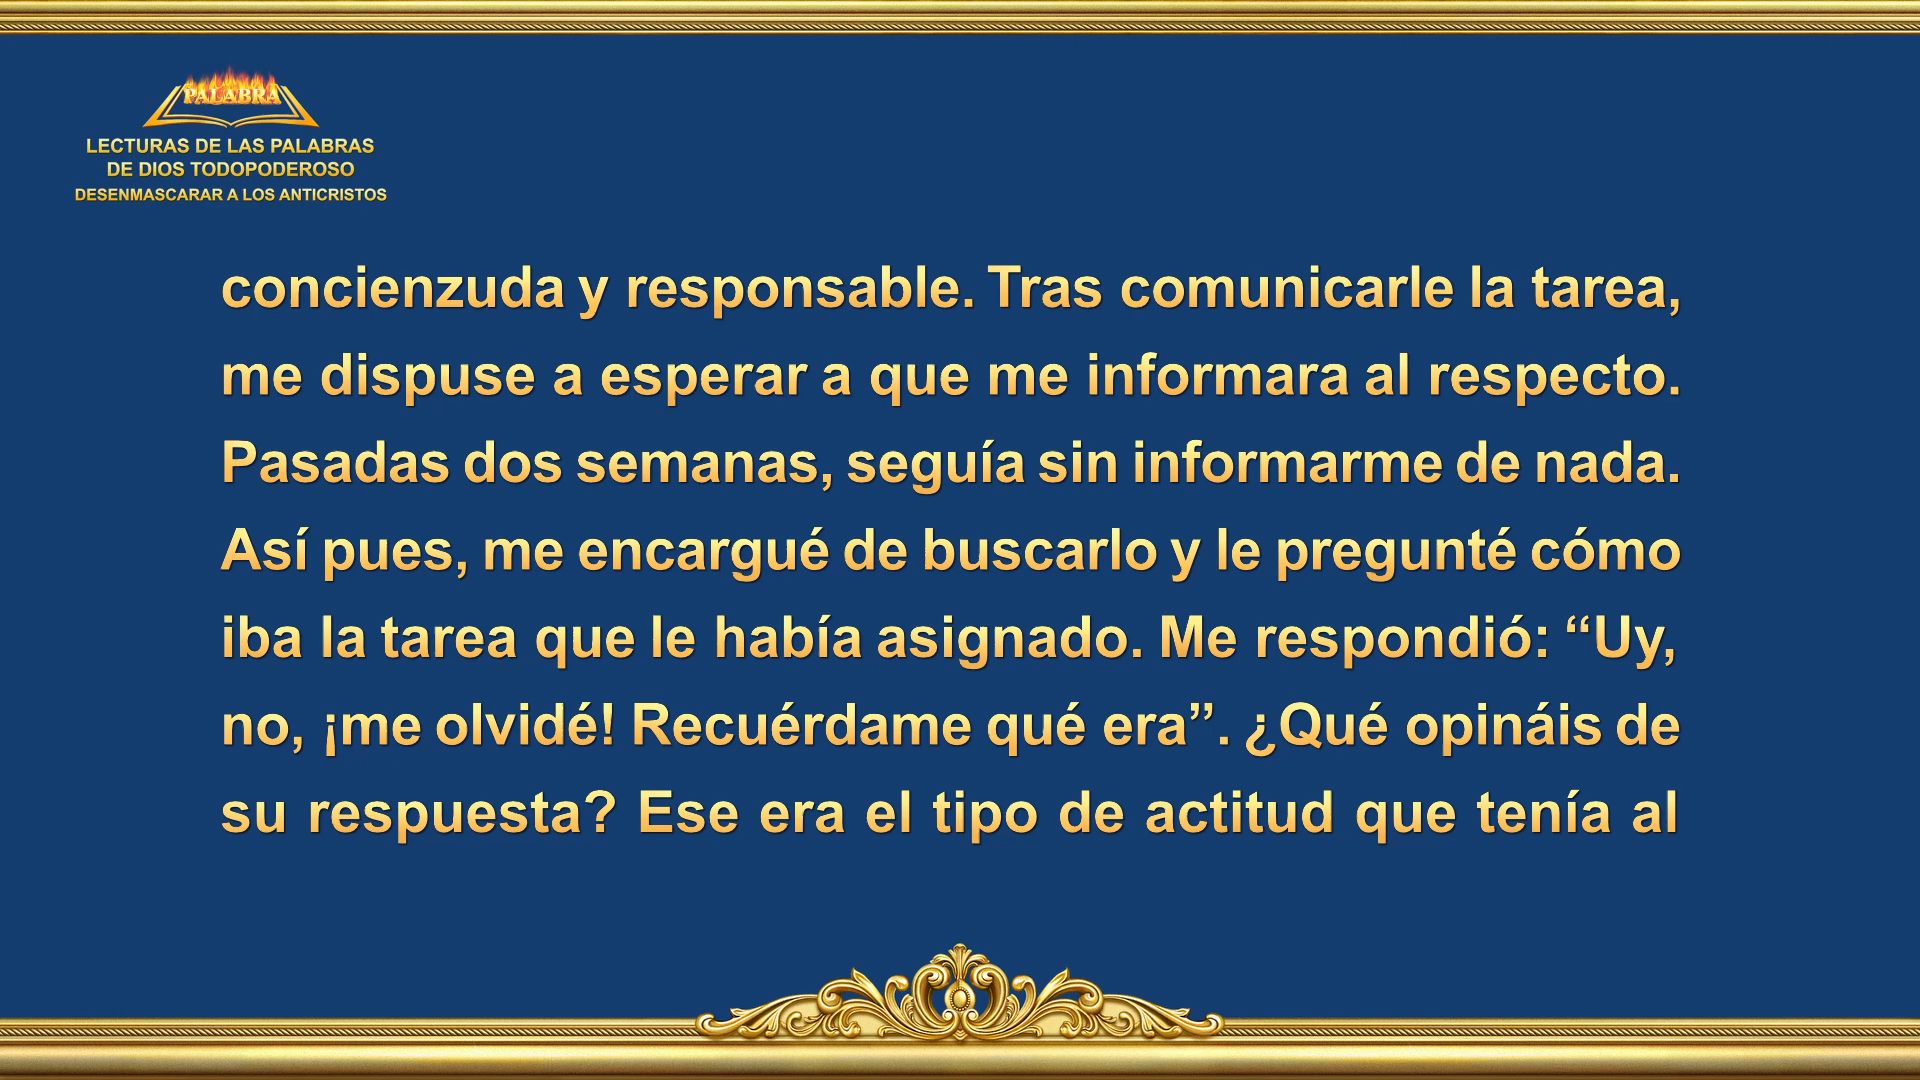 PALABRA
LECTURAS DE LAS PALABRAS
DE DIOS TODOPODEROSO
DESENMASCARAR A LOS ANTICRISTOS
concienzuda y responsable. Tras comunicarle la tarea,
me dispuse a esperar a que me informara al respecto.
Pasadas dos semanas, seguía sin informarme de nada.
Así pues, me encargué de buscarlo y le pregunté cómo
iba la tarea que le había asignado. Me respondió: “Uy,
no, ¡me olvidé! Recuérdame qué era”. ¿Qué opináis de
su respuesta? Ese era el tipo de actitud que tenía al